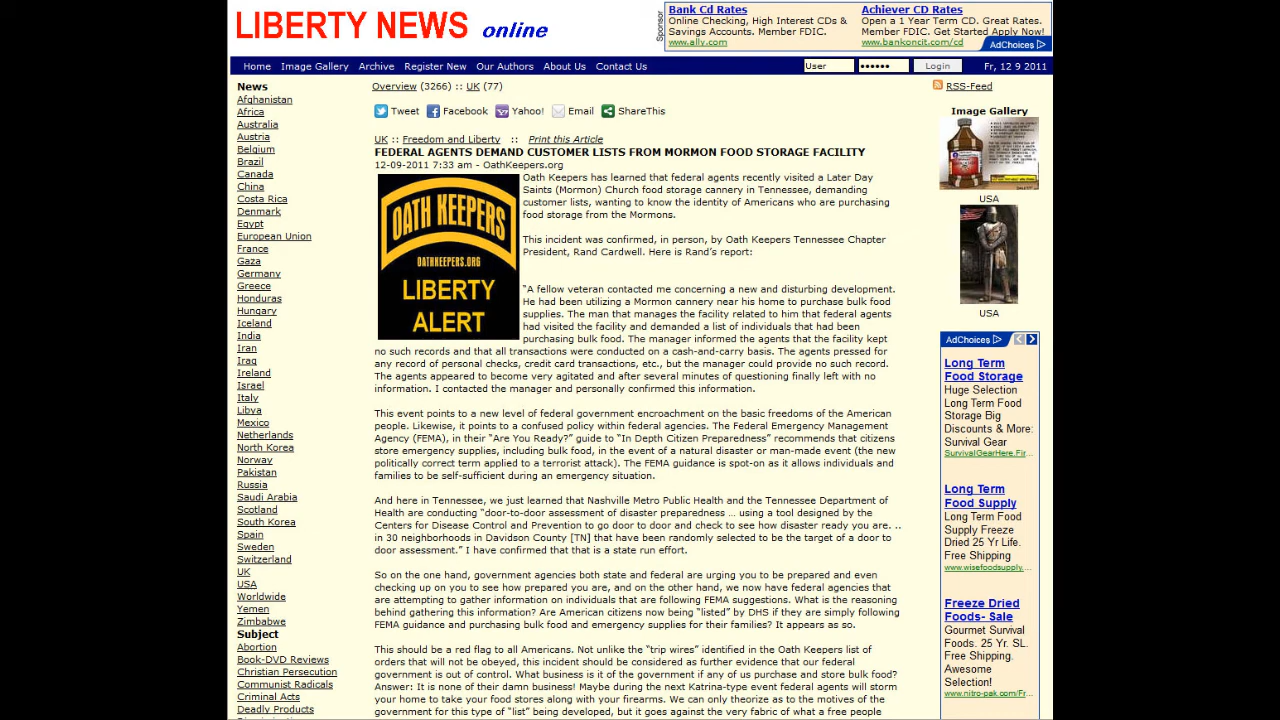 LIBERTY NEWS online
Sponsor
Bank Cd Rates
Online Checking, High Interest CDs &
Savings Accounts. Member FDIC.
www.ally.com
Achiever CD Rates
Open a 1 Year Term CD. Great Rates.
Member FDIC. Get Started Apply Now!
www.bankoncit.com/cd
AdChoices
Home Image Gallery Archive Register New Our Authors About Us Contact Us User •••••• Login Fr, 12 9 2011
News
Afghanistan
Africa
Australia
Austria
Belgium
Brazil
Canada
China
Costa Rica
Denmark
Egypt
European Union
France
Gaza
Germany
Greece
Honduras
Hungary
Iceland
India
Iran
Iraq
Ireland
Israel
Italy
Libya
Mexico
Netherlands
North Korea
Norway
Pakistan
Russia
Saudi Arabia
Scotland
South Korea
Spain
Sweden
Switzerland
UK
USA
Worldwide
Yemen
Zimbabwe
Subject
Abortion
Book-DVD Reviews
Christian Persecution
Communist Radicals
Criminal Acts
Deadly Products
Overview (3266) :: UK (77)
Tweet Facebook Yahoo! Email ShareThis
UK :: Freedom and Liberty :: Print this Article
FEDERAL AGENTS DEMAND CUSTOMER LISTS FROM MORMON FOOD STORAGE FACILITY
12-09-2011 7:33 am - OathKeepers.org
OATH KEEPERS
OATHKEEPERS.ORG
LIBERTY
ALERT
Oath Keepers has learned that federal agents recently visited a Later Day
Saints (Mormon) Church food storage cannery in Tennessee, demanding
customer lists, wanting to know the identity of Americans who are purchasing
food storage from the Mormons.
This incident was confirmed, in person, by Oath Keepers Tennessee Chapter
President, Rand Cardwell. Here is Rand’s report:
“A fellow veteran contacted me concerning a new and disturbing development.
He had been utilizing a Mormon cannery near his home to purchase bulk food
supplies. The man that manages the facility related to him that federal agents
had visited the facility and demanded a list of individuals that had been
purchasing bulk food. The manager informed the agents that the facility kept
no such records and that all transactions were conducted on a cash-and-carry basis. The agents pressed for
any record of personal checks, credit card transactions, etc., but the manager could provide no such record.
The agents appeared to become very agitated and after several minutes of questioning finally left with no
information. I contacted the manager and personally confirmed this information.
This event points to a new level of federal government encroachment on the basic freedoms of the American
people. Likewise, it points to a confused policy within federal agencies. The Federal Emergency Management
Agency (FEMA), in their “Are You Ready?” guide to “In Depth Citizen Preparedness” recommends that citizens
store emergency supplies, including bulk food, in the event of a natural disaster or man-made event (the new
politically correct term applied to a terrorist attack). The FEMA guidance is spot-on as it allows individuals and
families to be self-sufficient during an emergency situation.
And here in Tennessee, we just learned that Nashville Metro Public Health and the Tennessee Department of
Health are conducting “door-to-door assessment of disaster preparedness … using a tool designed by the
Centers for Disease Control and Prevention to go door to door and check to see how disaster ready you are. ..
in 30 neighborhoods in Davidson County [TN] that have been randomly selected to be the target of a door to
door assessment.” I have confirmed that that is a state run effort.
So on the one hand, government agencies both state and federal are urging you to be prepared and even
checking up on you to see how prepared you are, and on the other hand, we now have federal agencies that
are attempting to gather information on individuals that are following FEMA suggestions. What is the reasoning
behind gathering this information? Are American citizens now being “listed” by DHS if they are simply following
FEMA guidance and purchasing bulk food and emergency supplies for their families? It appears as so.
This should be a red flag to all Americans. Not unlike the “trip wires” identified in the Oath Keepers list of
orders that will not be obeyed, this incident should be considered as further evidence that our federal
government is out of control. What business is it of the government if any of us purchase and store bulk food?
Answer: It is none of their damn business! Maybe during the next Katrina-type event federal agents will storm
your home to take your food stores along with your firearms. We can only theorize as to the motives of the
government for this type of “list” being developed, but it goes against the very fabric of what a free people
RSS-Feed
Image Gallery
USA
USA
AdChoices
Long Term
Food Storage
Huge Selection
Long Term Food
Storage Big
Discounts & More:
Survival Gear
SurvivalGearHere.Fir...
Long Term
Food Supply
Long Term Food
Supply Freeze
Dried 25 Yr Life.
Free Shipping
www.wisefoodsupply....
Freeze Dried
Foods- Sale
Gourmet Survival
Foods. 25 Yr. SL.
Free Shipping.
Awesome
Selection!
www.nitro-pak.com/Fr...